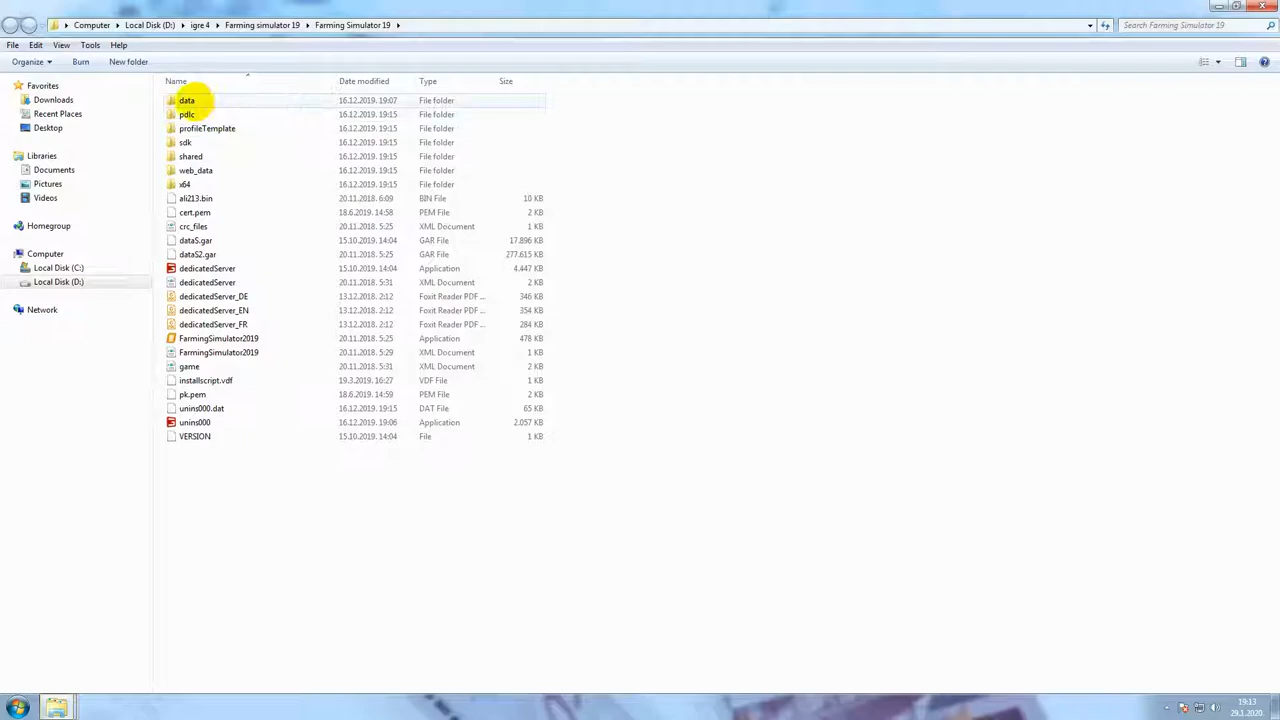 Computer Local Disk (D:) igre 4 Farming simulator 19 Farming Simulator 19 Search Farming Simulator 19
File Edit View Tools Help
Organize Burn New folder
Name Date modified Type Size
Favorites
Downloads
Recent Places
Desktop
Libraries
Documents
Pictures
Videos
Homegroup
Computer
Local Disk (C:)
Local Disk (D:)
Network
data 16.12.2019. 19:07 File folder
pdlc 16.12.2019. 19:15 File folder
profileTemplate 16.12.2019. 19:15 File folder
sdk 16.12.2019. 19:15 File folder
shared 16.12.2019. 19:15 File folder
web_data 16.12.2019. 19:15 File folder
x64 16.12.2019. 19:15 File folder
ali213.bin 20.11.2018. 6:09 BIN File 10 KB
cert.pem 18.6.2019. 14:58 PEM File 2 KB
crc_files 20.11.2018. 5:25 XML Document 1 KB
dataS.gar 15.10.2019. 14:04 GAR File 17.896 KB
dataS2.gar 20.11.2018. 5:25 GAR File 277.615 KB
dedicatedServer 15.10.2019. 14:04 Application 4.447 KB
dedicatedServer 20.11.2018. 5:31 XML Document 2 KB
dedicatedServer_DE 13.12.2018. 2:12 Foxit Reader PDF ... 346 KB
dedicatedServer_EN 13.12.2018. 2:12 Foxit Reader PDF ... 354 KB
dedicatedServer_FR 13.12.2018. 2:12 Foxit Reader PDF ... 284 KB
FarmingSimulator2019 20.11.2018. 5:25 Application 478 KB
FarmingSimulator2019 20.11.2018. 5:29 XML Document 1 KB
game 20.11.2018. 5:31 XML Document 2 KB
installscript.vdf 19.3.2019. 16:27 VDF File 1 KB
pk.pem 18.6.2019. 14:59 PEM File 2 KB
unins000.dat 16.12.2019. 19:15 DAT File 65 KB
unins000 16.12.2019. 19:06 Application 2.057 KB
VERSION 15.10.2019. 14:04 File 1 KB
19:13
29.1.2020.